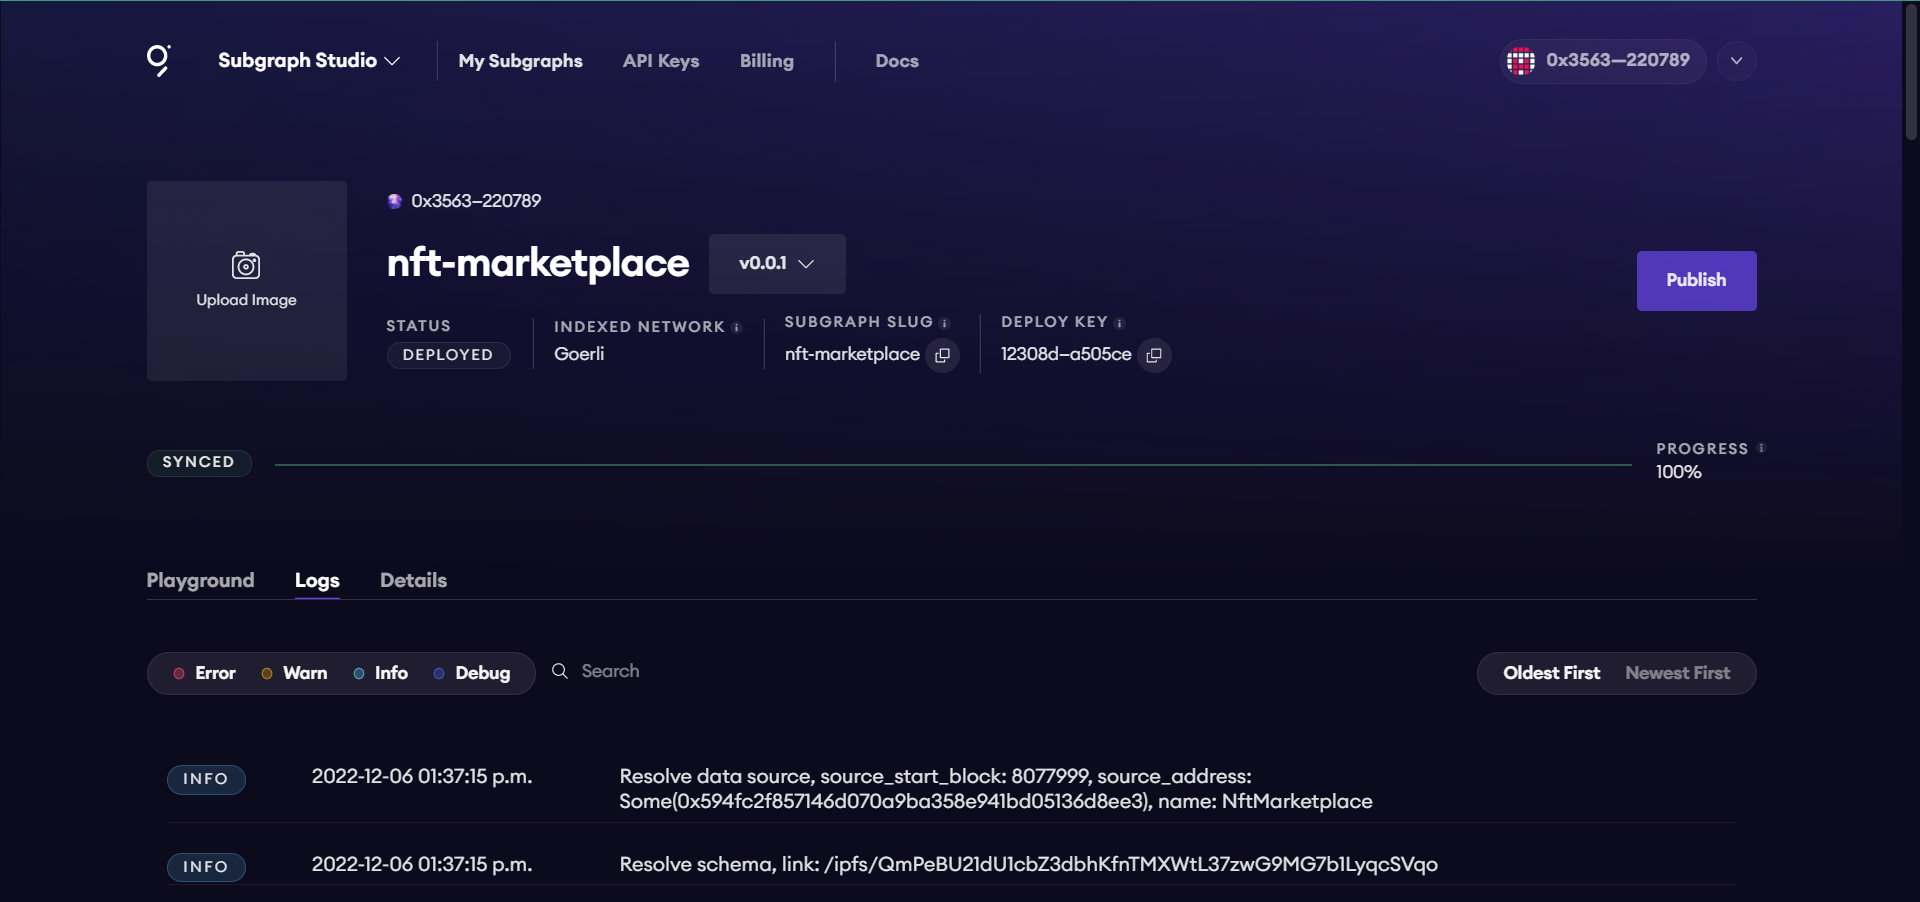 Subgraph Studio
My Subgraphs
API Keys
Billing
Docs
0x3563—220789
Upload Image
0x3563—220789
nft-marketplace
v0.0.1
Publish
STATUS
DEPLOYED
INDEXED NETWORK
Goerli
SUBGRAPH SLUG
nft-marketplace
DEPLOY KEY
12308d—a505ce
SYNCED
PROGRESS
100%
Playground
Logs
Details
Error
Warn
Info
Debug
Search
Oldest First
Newest First
INFO
2022-12-06 01:37:15 p.m.
Resolve data source, source_start_block: 8077999, source_address:
Some(0x594fc2f857146d070a9ba358e941bd05136d8ee3), name: NftMarketplace
INFO
2022-12-06 01:37:15 p.m.
Resolve schema, link: /ipfs/QmPeBU21dU1cbZ3dbhKfnTMXWtL37zwG9MG7b1LyqcSVqo